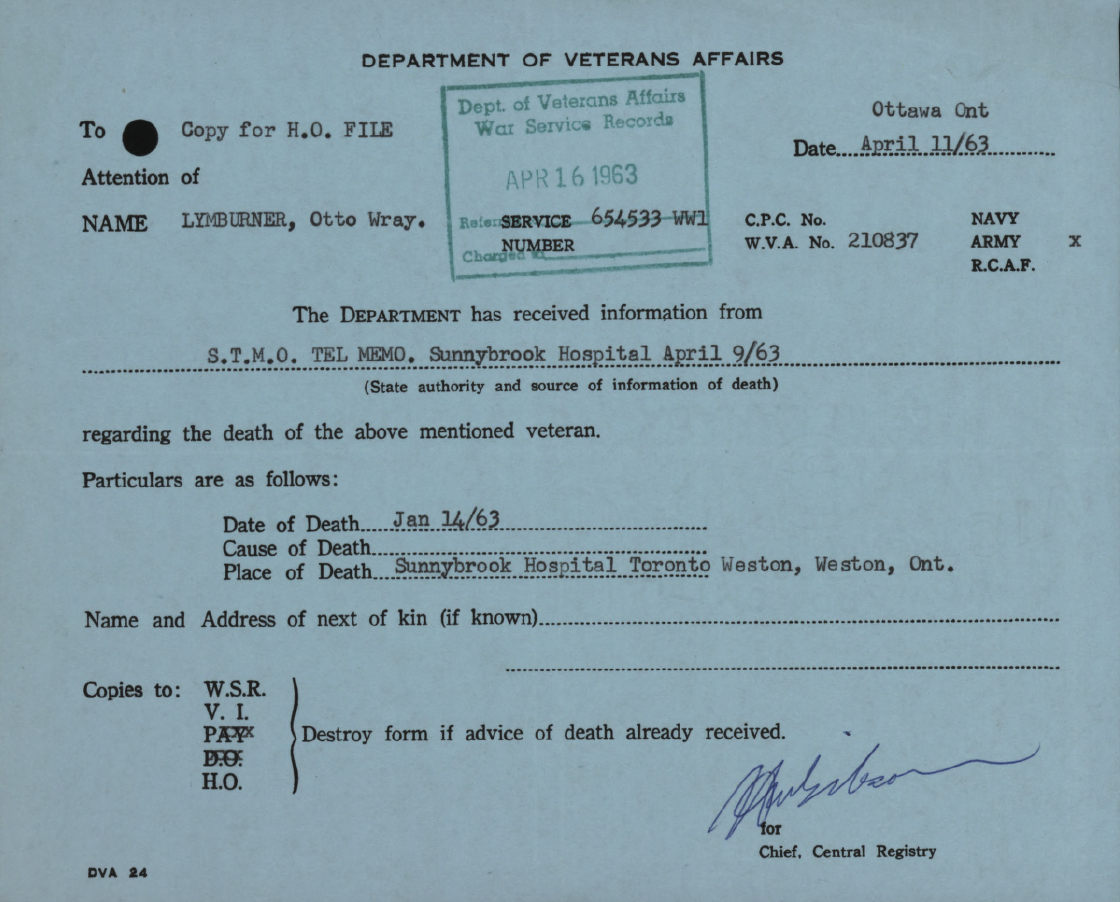 DEPARTMENT OF VETERANS AFFAIRS
Dept. of Veterans Affairs
War Service Records
APR 16 1963
Ottawa Ont
To Copy for H.O. FILE
Date April 11/63
Attention of
NAME LYMBURNER, Otto Wray. SERVICE NUMBER 654533 WW1
Charged
C.P.C. No.
W.V.A. No. 210837
NAVY
ARMY x
R.C.A.F.
The DEPARTMENT has received information from
S.T.M.O. TEL MEMO. Sunnybrook Hospital April 9/63
(State authority and source of information of death)
regarding the death of the above mentioned veteran.
Particulars are as follows:
Date of Death Jan 14/63
Cause of Death
Place of Death Sunnybrook Hospital Toronto Weston, Weston, Ont.
Name and Address of next of kin (if known)
Copies to: W.S.R.
V. I.
PAY
D.O.
H.O.
Destroy form if advice of death already received.
for
Chief, Central Registry
DVA 24